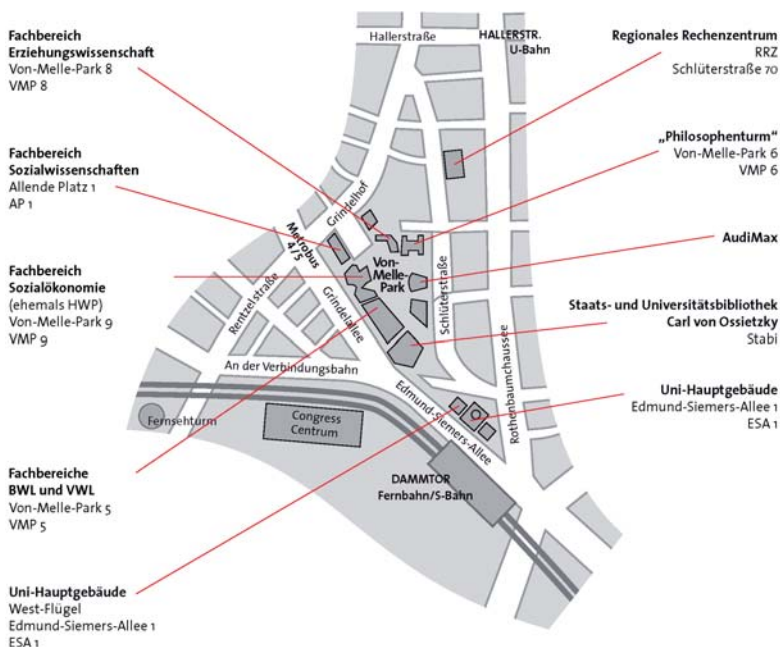 Fachbereich
Erziehungswissenschaft
Von-Melle-Park 8
VMP 8
Fachbereich
Sozialwissenschaften
Allende Platz 1
AP 1
Fachbereich
Sozialökonomie
(ehemals HWP)
Von-Melle-Park 9
VMP 9
Fachbereiche
BWL und VWL
Von-Melle-Park 5
VMP 5
Uni-Hauptgebäude
West-Flügel
Edmund-Siemers-Allee 1
ESA 1
Hallerstraße
HALLERSTR.
U-Bahn
Grindelhof
Metrobus
4/5
Von-
Melle-
Park
Schlüterstraße
Rentzelstraße
Grindelallee
An der Verbindungsbahn
Rothenbaumchaussee
Edmund-Siemers-Allee
Fernsehturm
Congress
Centrum
DAMMTOR
Fernbahn/S-Bahn
Regionales Rechenzentrum
RRZ
Schlüterstraße 70
„Philosophenturm“
Von-Melle-Park 6
VMP 6
AudiMax
Staats- und Universitätsbibliothek
Carl von Ossietzky
Stabi
Uni-Hauptgebäude
Edmund-Siemers-Allee 1
ESA 1